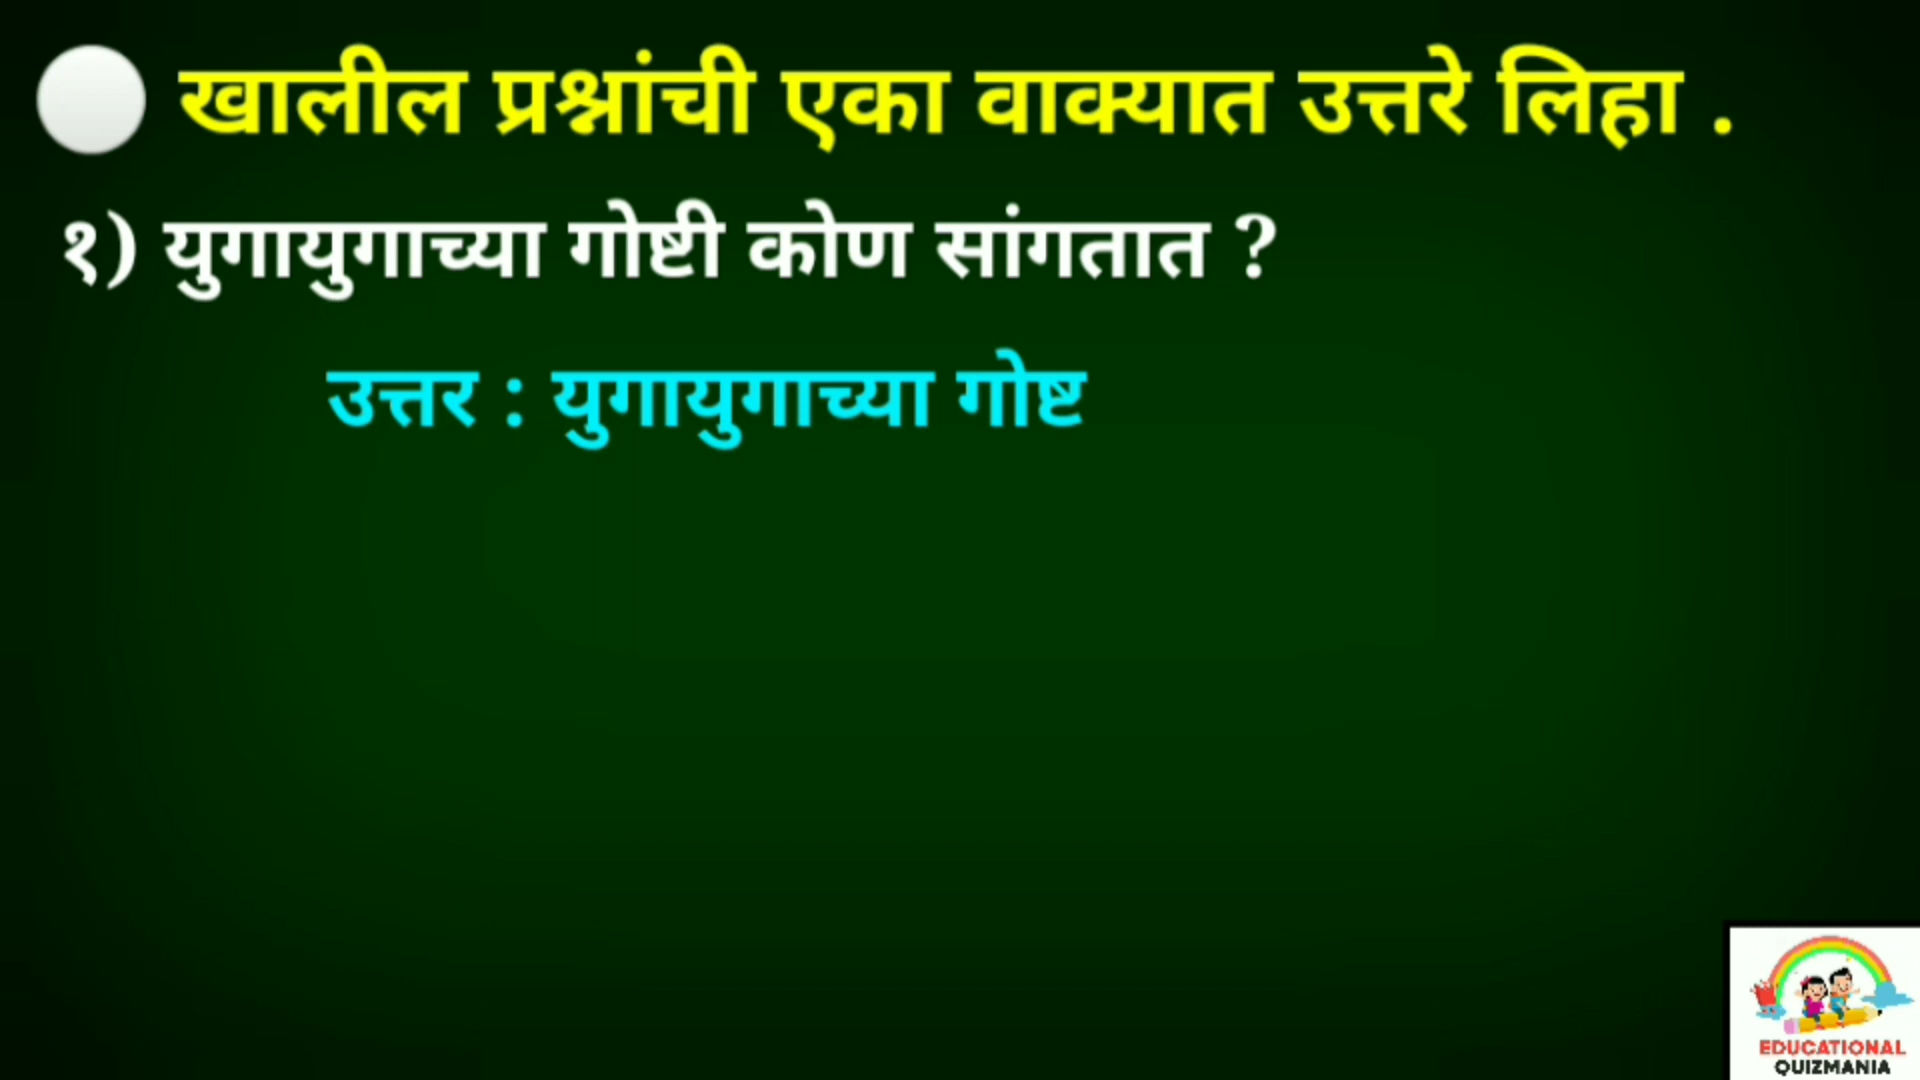 खालील प्रश्नांची एका वाक्यात उत्तरे लिहा .
१) युगायुगाच्या गोष्टी कोण सांगतात ?
उत्तर : युगायुगाच्या गोष्ट
EDUCATIONAL
QUIZMANIA